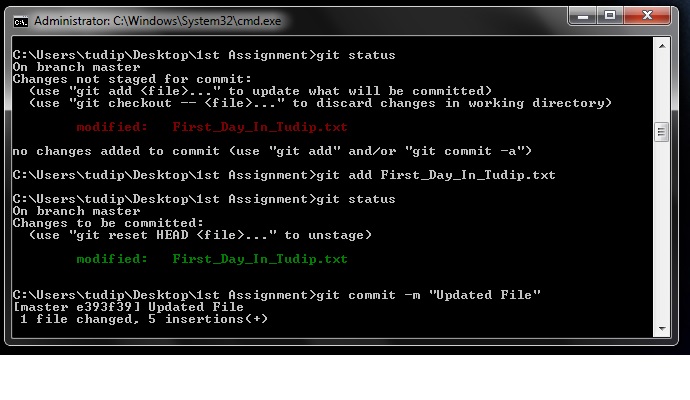 Administrator: C:\Windows\System32\cmd.exe
C:\Users\tudip\Desktop\1st Assignment>git status
On branch master
Changes not staged for commit:
  (use "git add <file>..." to update what will be committed)
  (use "git checkout -- <file>..." to discard changes in working directory)
        modified:   First_Day_In_Tudip.txt
no changes added to commit (use "git add" and/or "git commit -a")
C:\Users\tudip\Desktop\1st Assignment>git add First_Day_In_Tudip.txt
C:\Users\tudip\Desktop\1st Assignment>git status
On branch master
Changes to be committed:
  (use "git reset HEAD <file>..." to unstage)
        modified:   First_Day_In_Tudip.txt
C:\Users\tudip\Desktop\1st Assignment>git commit -m "Updated File"
[master e393f39] Updated File
 1 file changed, 5 insertions(+)